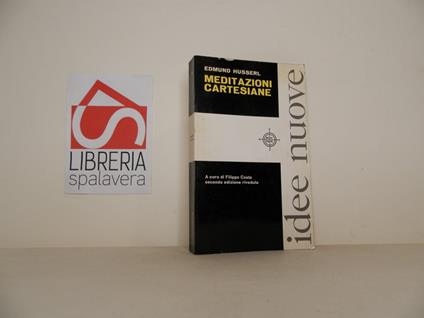 LIBRERIA
spalavera
EDMUND HUSSERL
MEDITAZIONI
CARTESIANE
A cura di Filippo Costa
seconda edizione riveduta
idee nuove